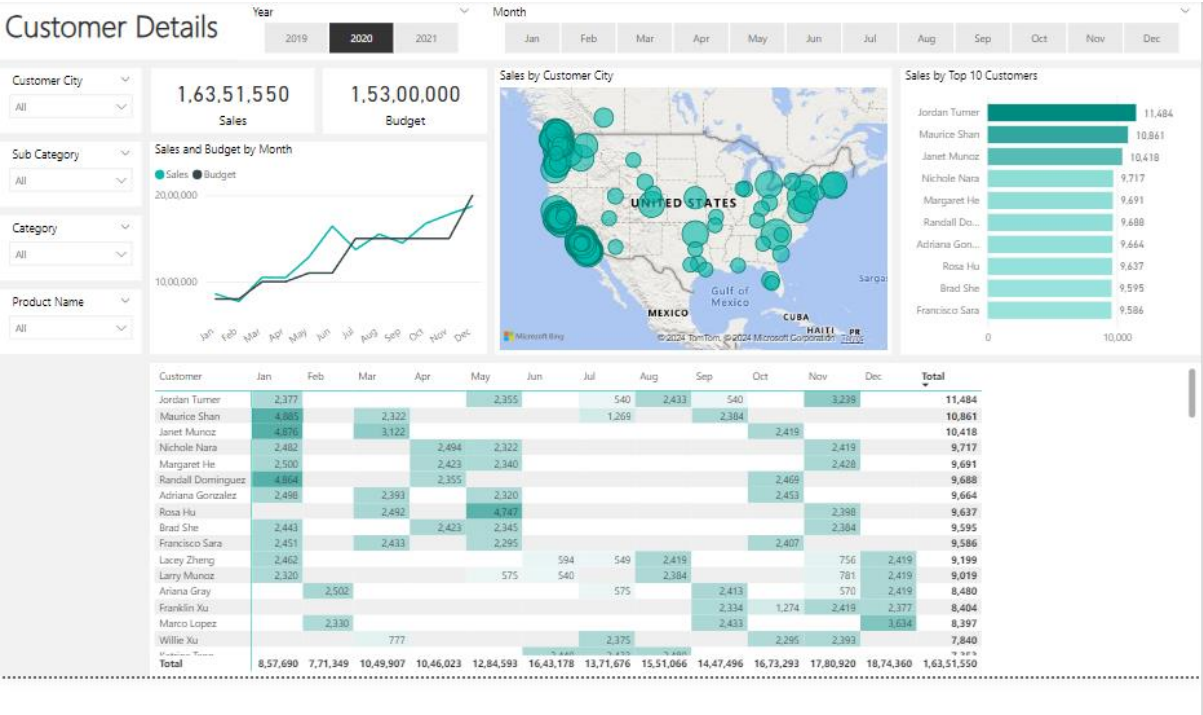 Customer Details
Year
2019 2020 2021
Month
Jan Feb Mar Apr May Jun Jul Aug Sep Oct Nov Dec
Customer City
All
Sub Category
All
Category
All
Product Name
All
1,63,51,550
Sales
1,53,00,000
Budget
Sales and Budget by Month
Sales Budget
20,00,000
10,00,000
Jan Feb Mar Apr May Jun Jul Aug Sep Oct Nov Dec
Sales by Customer City
UNITED STATES
Sargas
Gulf of
Mexico
MEXICO
CUBA
HAITI PR
Microsoft Bing
© 2024 TomTom, © 2024 Microsoft Corporation Terms
Sales by Top 10 Customers
Jordan Turner 11,484
Maurice Shan 10,861
Janet Munoz 10,418
Nichole Nara 9,717
Margaret He 9,691
Randall Do... 9,688
Adriana Gon... 9,664
Rosa Hu 9,637
Brad She 9,595
Francisco Sara 9,586
0 10,000
Customer Jan Feb Mar Apr May Jun Jul Aug Sep Oct Nov Dec Total
Jordan Turner 2,377 2,355 540 2,433 540 3,239 11,484
Maurice Shan 4,885 2,322 1,269 2,384 10,861
Janet Munoz 4,876 3,122 2,419 10,418
Nichole Nara 2,482 2,494 2,322 2,419 9,717
Margaret He 2,500 2,423 2,340 2,428 9,691
Randall Dominguez 4,864 2,355 2,469 9,688
Adriana Gonzalez 2,498 2,393 2,320 2,453 9,664
Rosa Hu 2,492 4,747 2,398 9,637
Brad She 2,443 2,423 2,345 2,384 9,595
Francisco Sara 2,451 2,433 2,295 2,407 9,586
Lacey Zheng 2,462 594 549 2,419 756 2,419 9,199
Larry Munoz 2,320 575 540 2,384 781 2,419 9,019
Ariana Gray 2,502 575 2,413 570 2,419 8,480
Franklin Xu 2,334 1,274 2,419 2,377 8,404
Marco Lopez 2,330 2,433 3,634 8,397
Willie Xu 777 2,375 2,295 2,393 7,840
Total 8,57,690 7,71,349 10,49,907 10,46,023 12,84,593 16,43,178 13,71,676 15,51,066 14,47,496 16,73,293 17,80,920 18,74,360 1,63,51,550